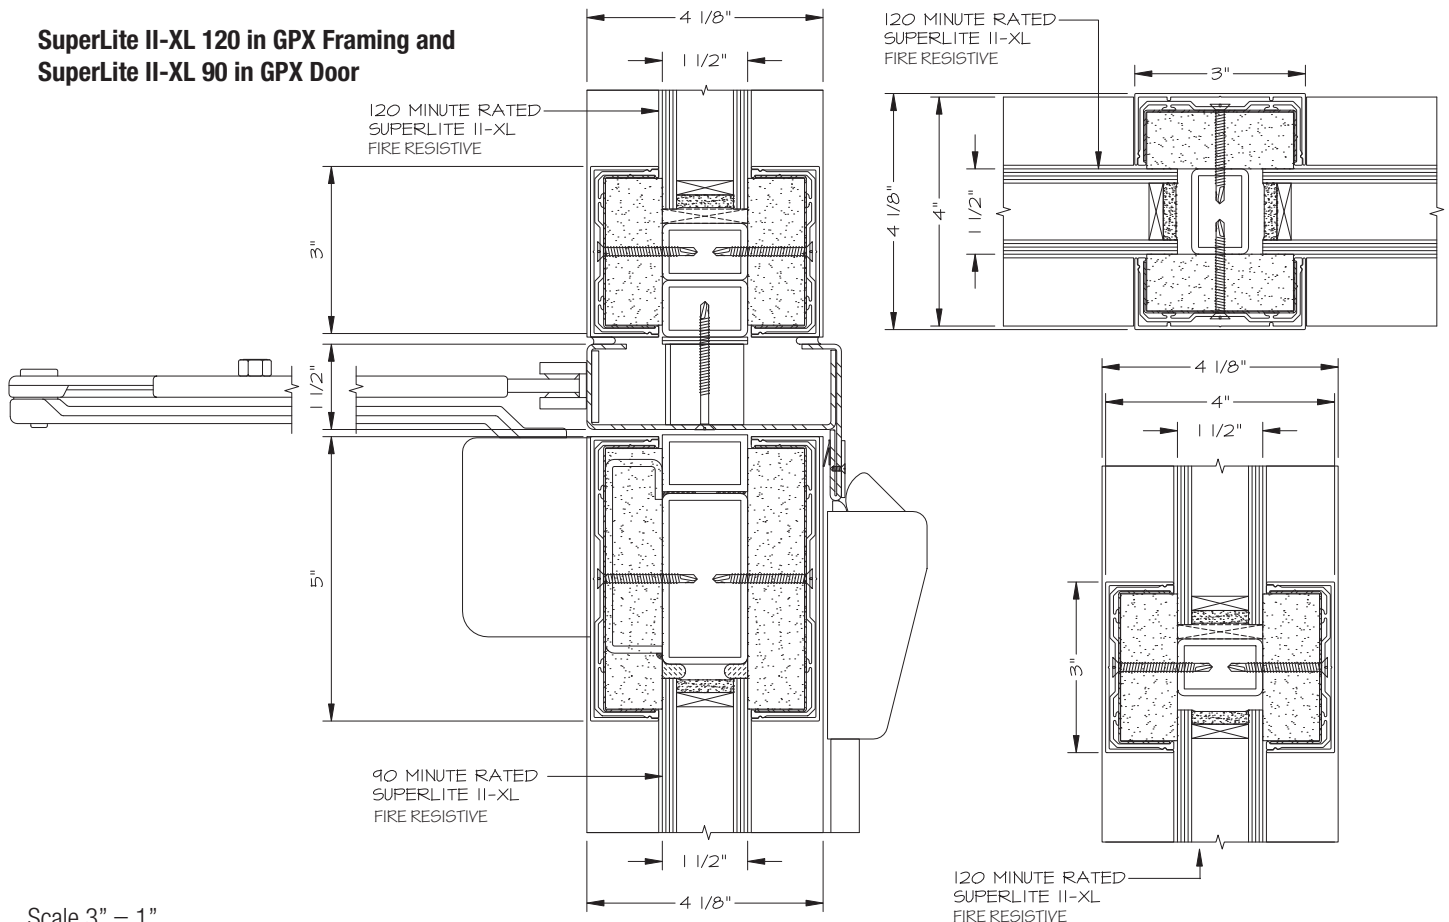 SuperLite II-XL 120 in GPX Framing and
SuperLite II-XL 90 in GPX Door
4 1/8"
1 1/2"
120 MINUTE RATED
SUPERLITE II-XL
FIRE RESISTIVE
3"
1 1/2"
5"
90 MINUTE RATED
SUPERLITE II-XL
FIRE RESISTIVE
1 1/2"
4 1/8"
120 MINUTE RATED
SUPERLITE II-XL
FIRE RESISTIVE
3"
4 1/8"
4"
1 1/2"
4 1/8"
4"
1 1/2"
3"
120 MINUTE RATED
SUPERLITE II-XL
FIRE RESISTIVE
Scale 3” – 1”